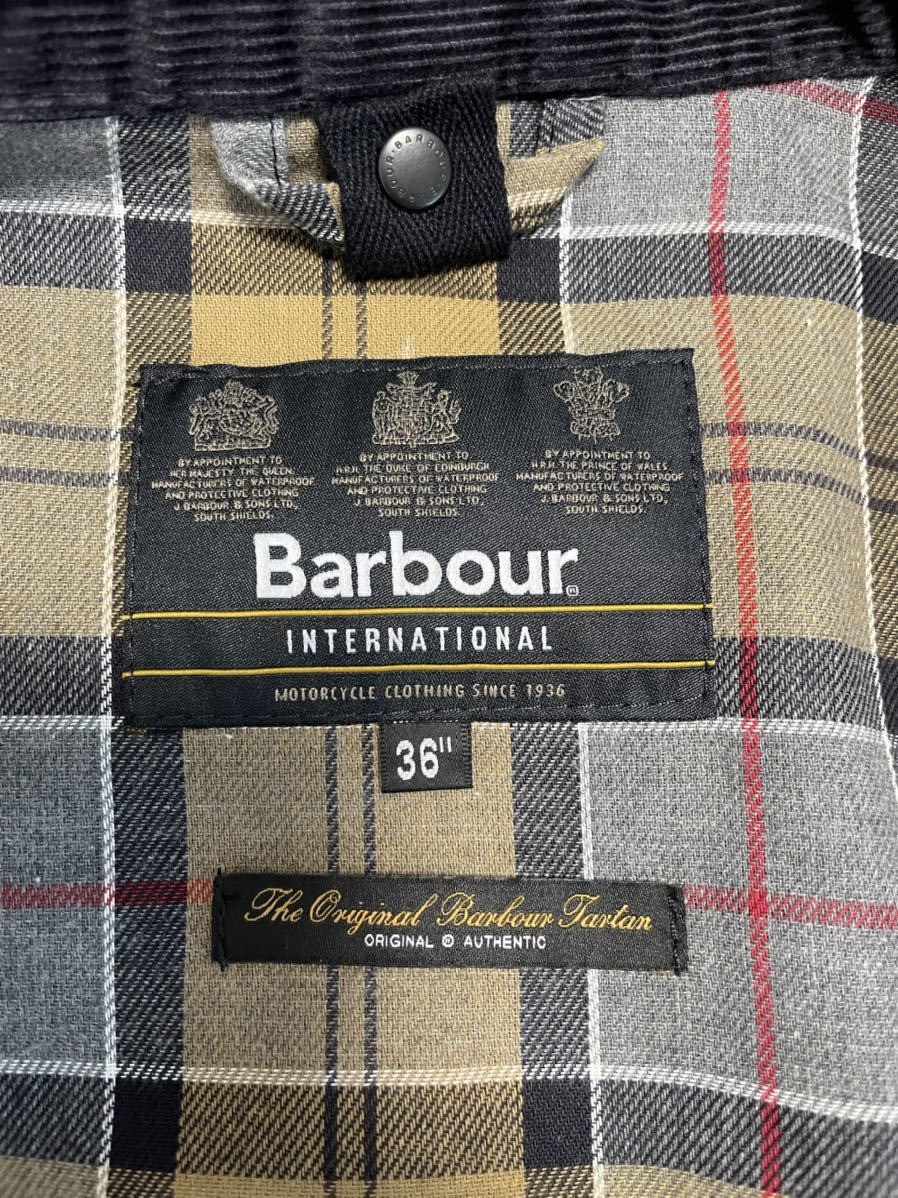 BARBOUR
BY APPOINTMENT TO
HER MAJESTY THE QUEEN
MANUFACTURERS OF WATERPROOF
AND PROTECTIVE CLOTHING
J. BARBOUR & SONS LTD.,
SOUTH SHIELDS.
BY APPOINTMENT TO
H.R.H. THE DUKE OF EDINBURGH
MANUFACTURERS OF WATERPROOF
AND PROTECTIVE CLOTHING
J. BARBOUR & SONS LTD.,
SOUTH SHIELDS.
BY APPOINTMENT TO
H.R.H. THE PRINCE OF WALES
MANUFACTURERS OF WATERPROOF
AND PROTECTIVE CLOTHING
J. BARBOUR & SONS LTD.,
SOUTH SHIELDS.
Barbour®
INTERNATIONAL
MOTORCYCLE CLOTHING SINCE 1936
36"
The Original Barbour Tartan
ORIGINAL ® AUTHENTIC